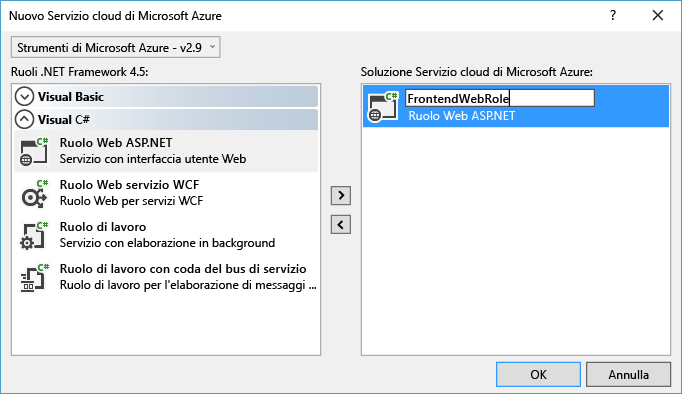 Nuovo Servizio cloud di Microsoft Azure
Strumenti di Microsoft Azure - v2.9
Ruoli .NET Framework 4.5:
Visual Basic
Visual C#
C#
Ruolo Web ASP.NET
Servizio con interfaccia utente Web
C#
Ruolo Web servizio WCF
Ruolo Web per servizi WCF
C#
Ruolo di lavoro
Servizio con elaborazione in background
C#
Ruolo di lavoro con coda del bus di servizio
Ruolo di lavoro per l'elaborazione di messaggi ...
Soluzione Servizio cloud di Microsoft Azure:
C#
FrontendWebRole
Ruolo Web ASP.NET
OK
Annulla